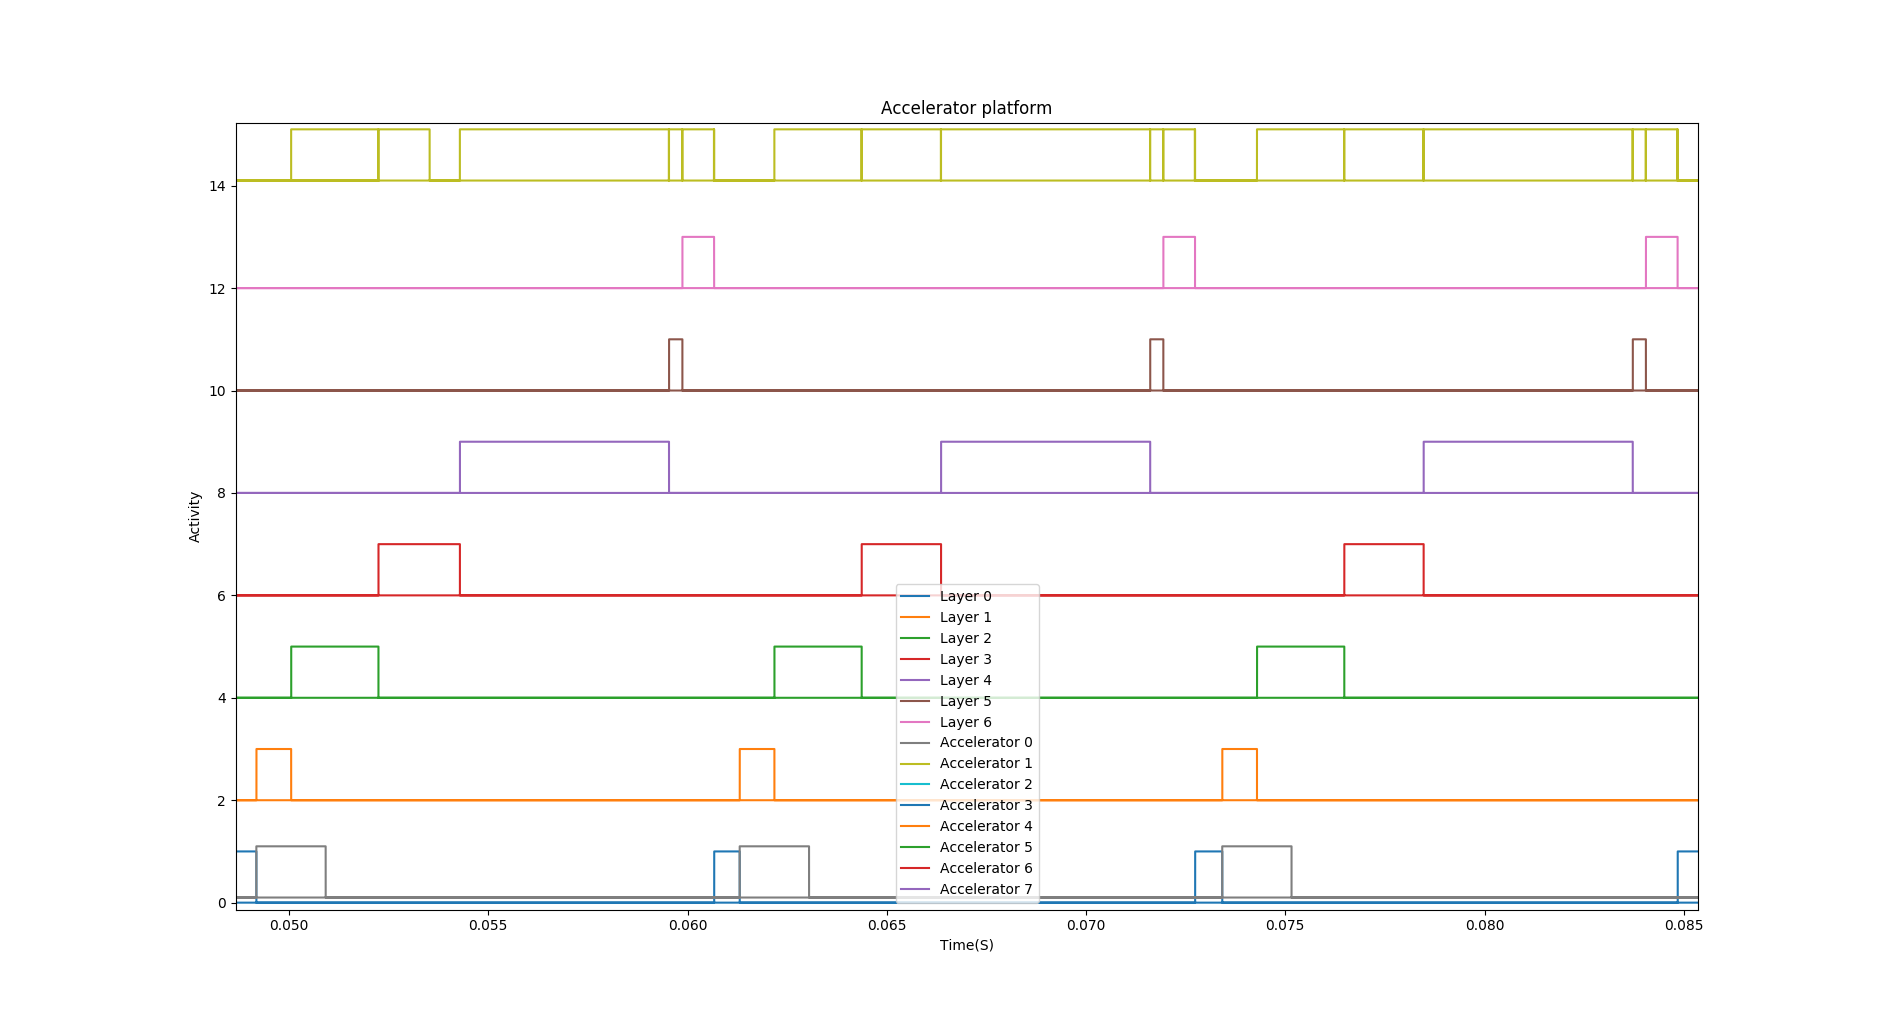 Accelerator platform
14
12
10
8
6
4
2
0
Activity
Layer 0
Layer 1
Layer 2
Layer 3
Layer 4
Layer 5
Layer 6
Accelerator 0
Accelerator 1
Accelerator 2
Accelerator 3
Accelerator 4
Accelerator 5
Accelerator 6
Accelerator 7
0.050 0.055 0.060 0.065 0.070 0.075 0.080 0.085
Time(S)